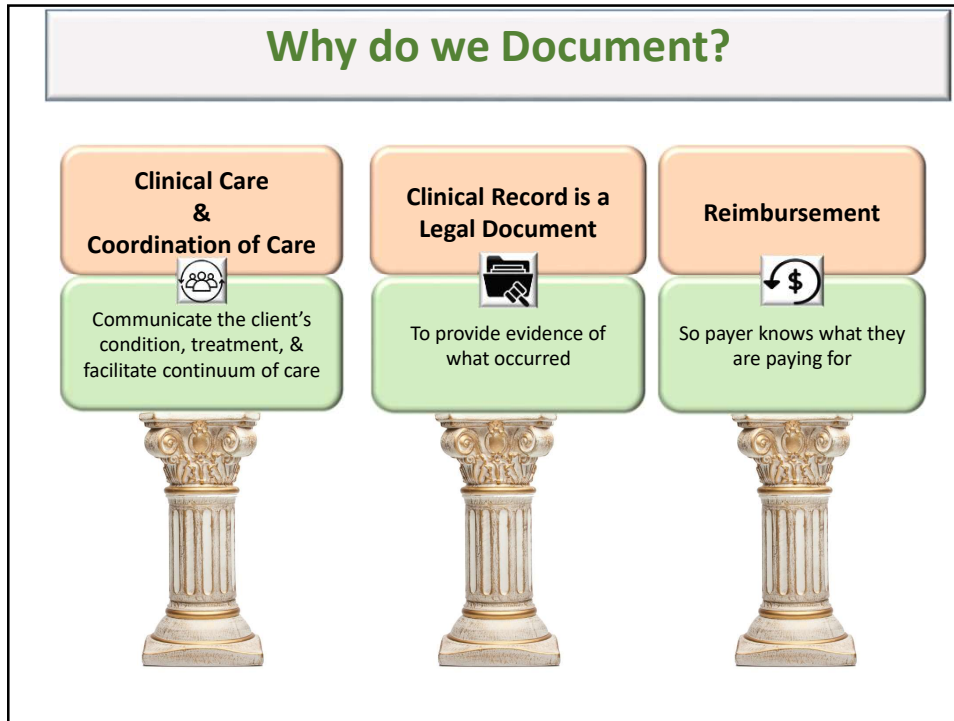 Why do we Document?
Clinical Care
&
Coordination of Care
Communicate the client’s
condition, treatment, &
facilitate continuum of care
Clinical Record is a
Legal Document
To provide evidence of
what occurred
Reimbursement
$
So payer knows what they
are paying for